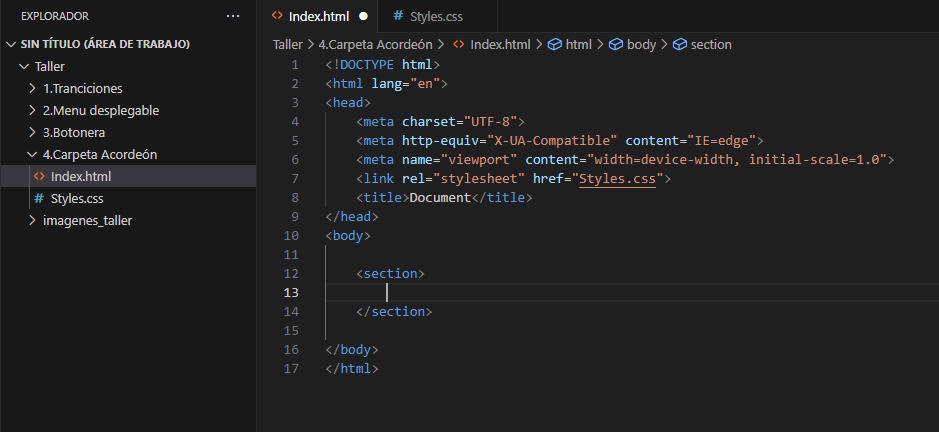 EXPLORADOR ...
SIN TÍTULO (ÁREA DE TRABAJO)
Taller
1.Tranciciones
2.Menu desplegable
3.Botonera
4.Carpeta Acordeón
<> Index.html
# Styles.css
imagenes_taller
<> Index.html ●
# Styles.css
Taller > 4.Carpeta Acordeón > <> Index.html > html > body > section
1 <!DOCTYPE html>
2 <html lang="en">
3 <head>
4     <meta charset="UTF-8">
5     <meta http-equiv="X-UA-Compatible" content="IE=edge">
6     <meta name="viewport" content="width=device-width, initial-scale=1.0">
7     <link rel="stylesheet" href="Styles.css">
8     <title>Document</title>
9 </head>
10 <body>
11
12     <section>
13
14     </section>
15
16 </body>
17 </html>